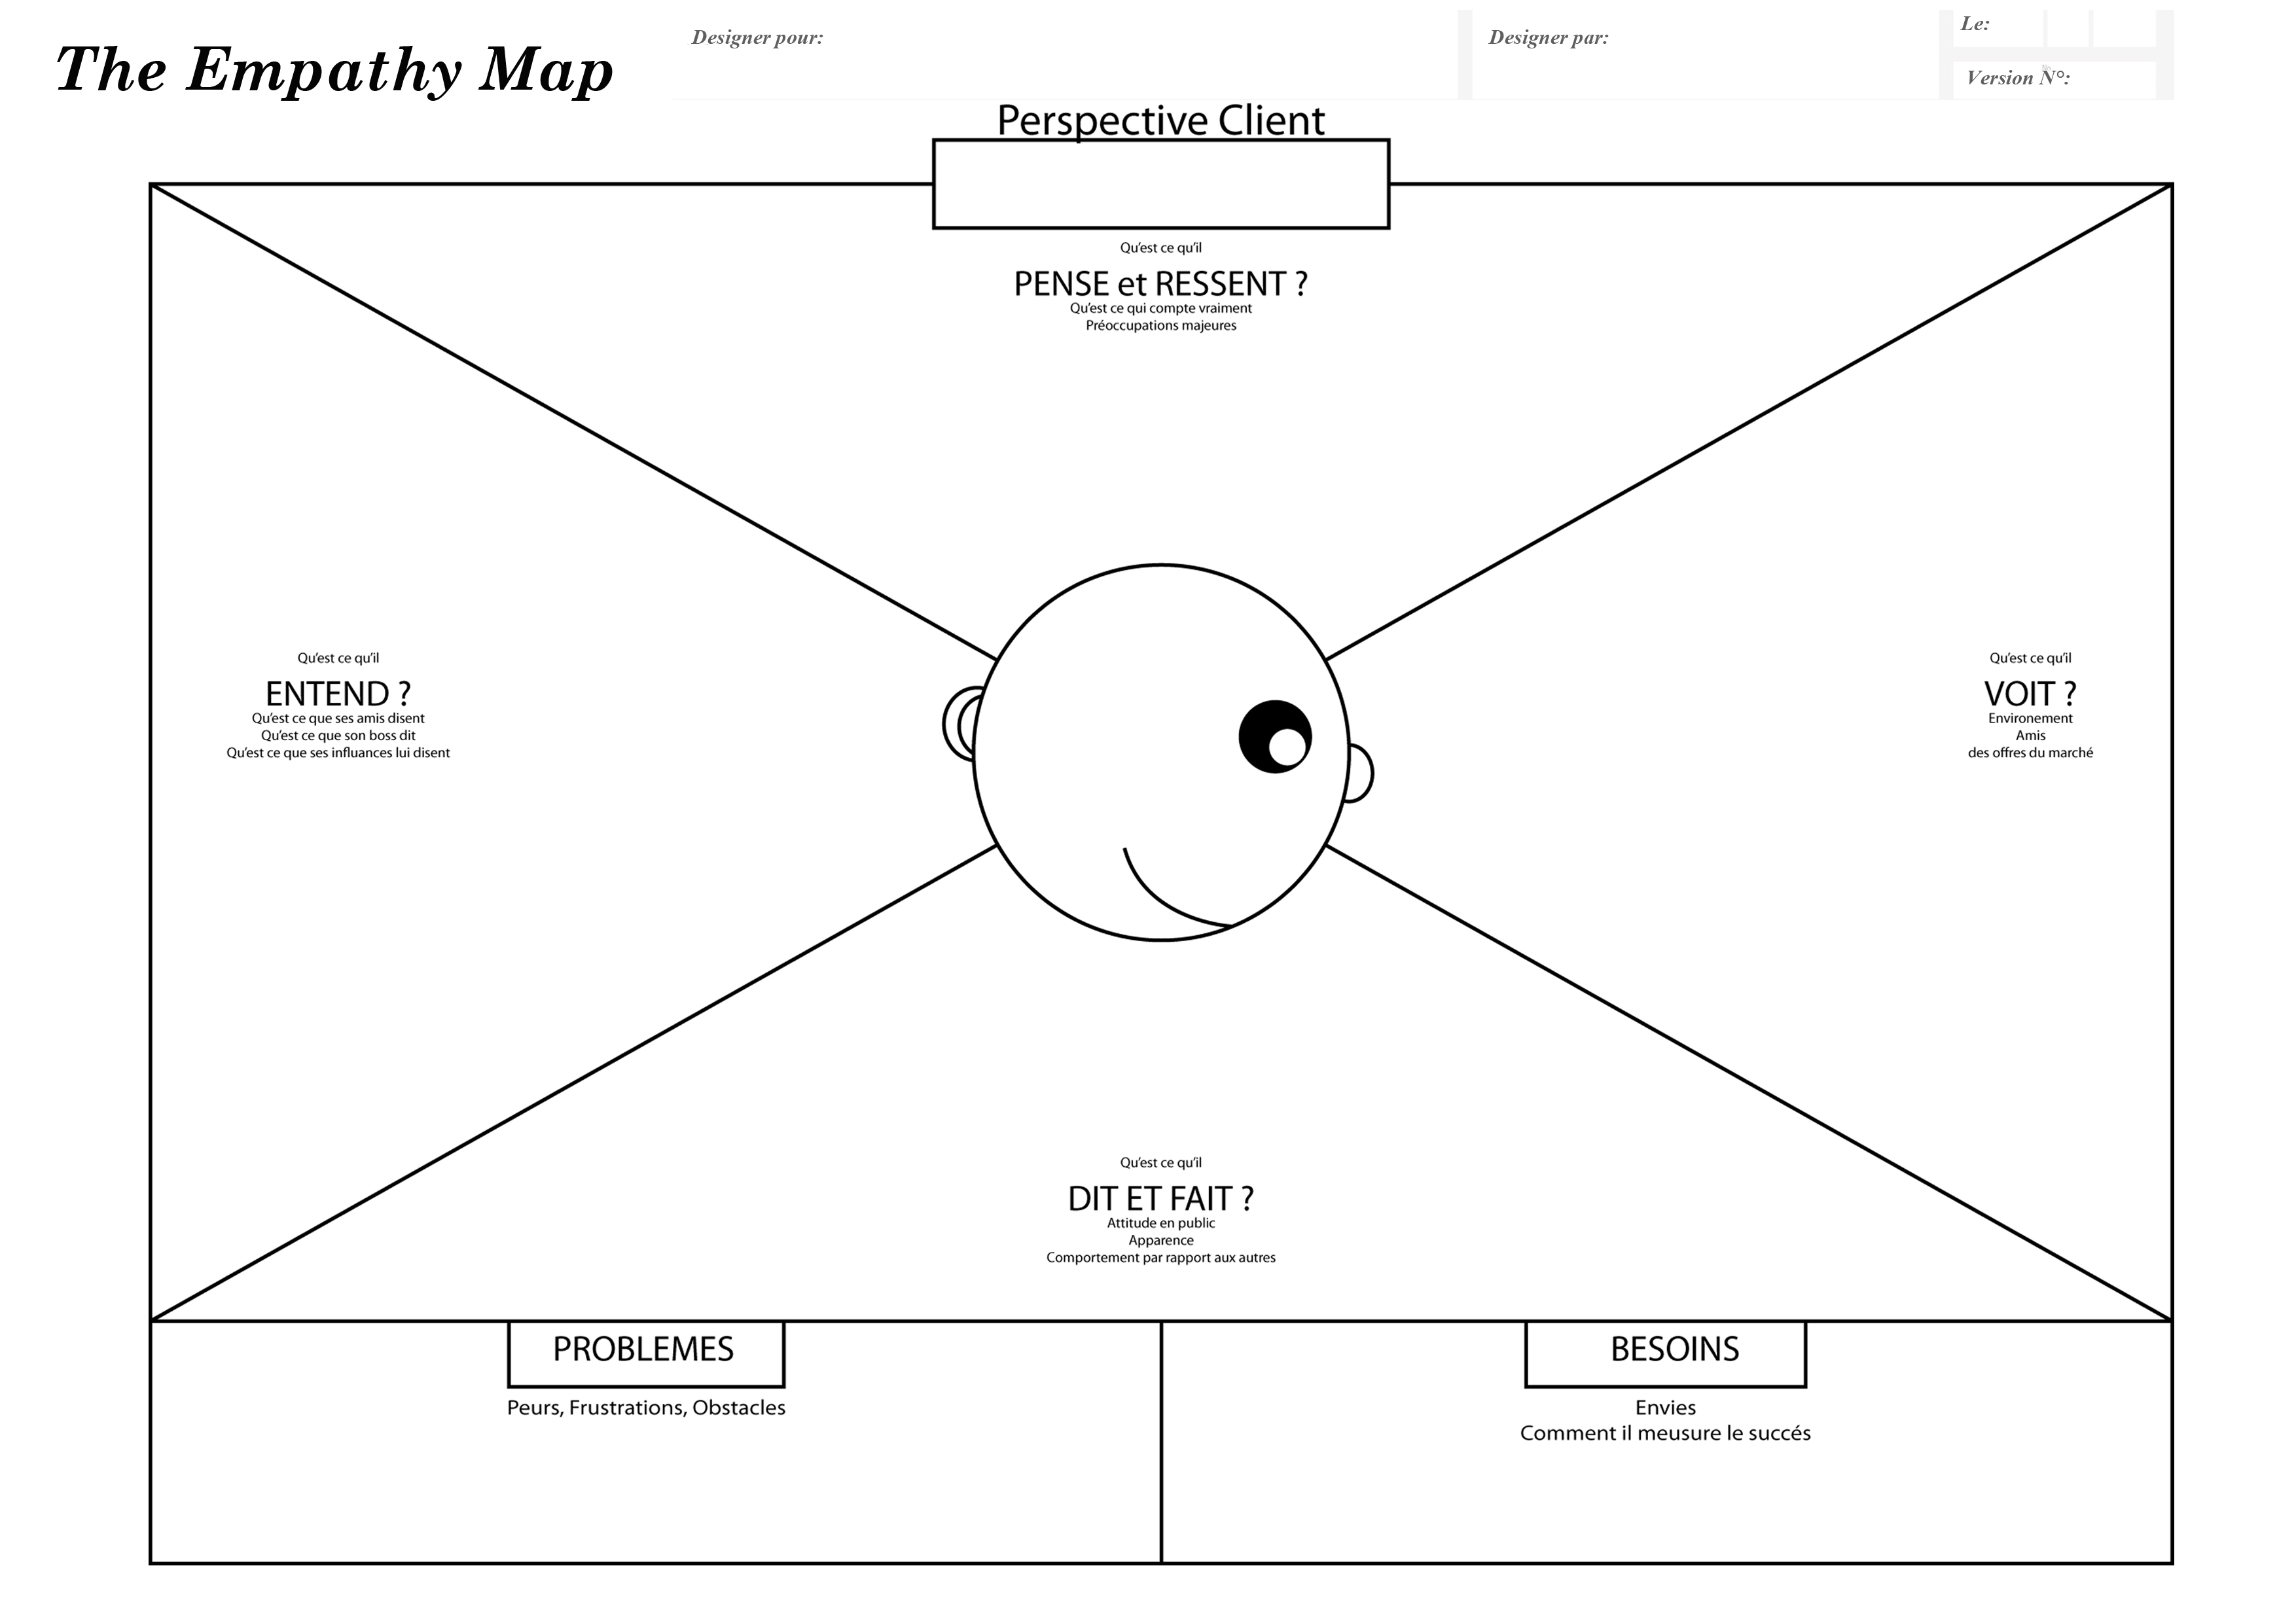 The Empathy Map
Designer pour:
Designer par:
Le:
Version N°:
Perspective Client
Qu'est ce qu'il
PENSE et RESSENT ?
Qu'est ce qui compte vraiment
Préoccupations majeures
Qu'est ce qu'il
ENTEND ?
Qu'est ce que ses amis disent
Qu'est ce que son boss dit
Qu'est ce que ses influances lui disent
Qu'est ce qu'il
VOIT ?
Environement
Amis
des offres du marché
Qu'est ce qu'il
DIT ET FAIT ?
Attitude en public
Apparence
Comportement par rapport aux autres
PROBLEMES
Peurs, Frustrations, Obstacles
BESOINS
Envies
Comment il meusure le succés